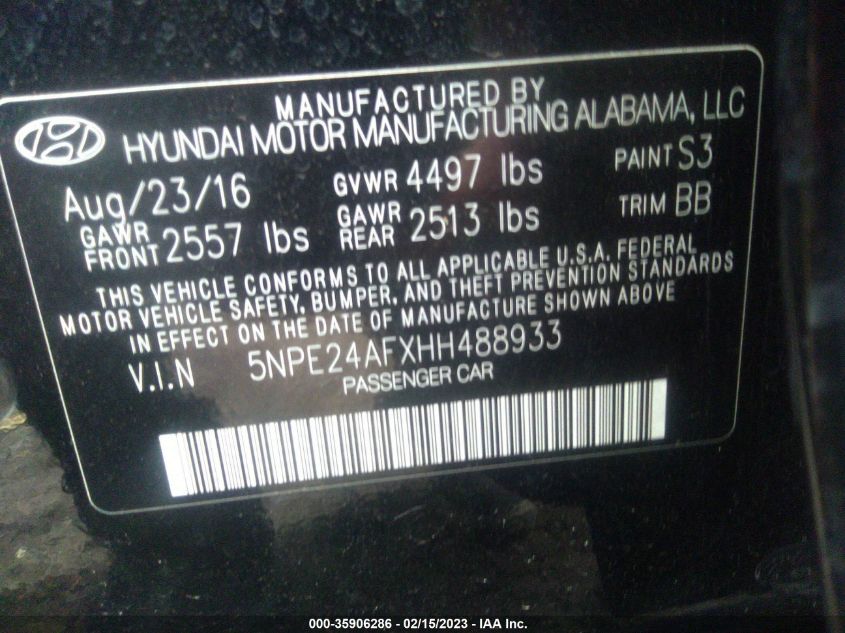 MANUFACTURED BY
HYUNDAI MOTOR MANUFACTURING ALABAMA, LLC
Aug/23/16 GVWR 4497 lbs PAINT S3
GAWR FRONT 2557 lbs GAWR REAR 2513 lbs TRIM BB
THIS VEHICLE CONFORMS TO ALL APPLICABLE U.S.A. FEDERAL
MOTOR VEHICLE SAFETY, BUMPER, AND THEFT PREVENTION STANDARDS
IN EFFECT ON THE DATE OF MANUFACTURE SHOWN ABOVE
V.I.N 5NPE24AFXHH488933
PASSENGER CAR
000-35906286 - 02/15/2023 - IAA Inc.